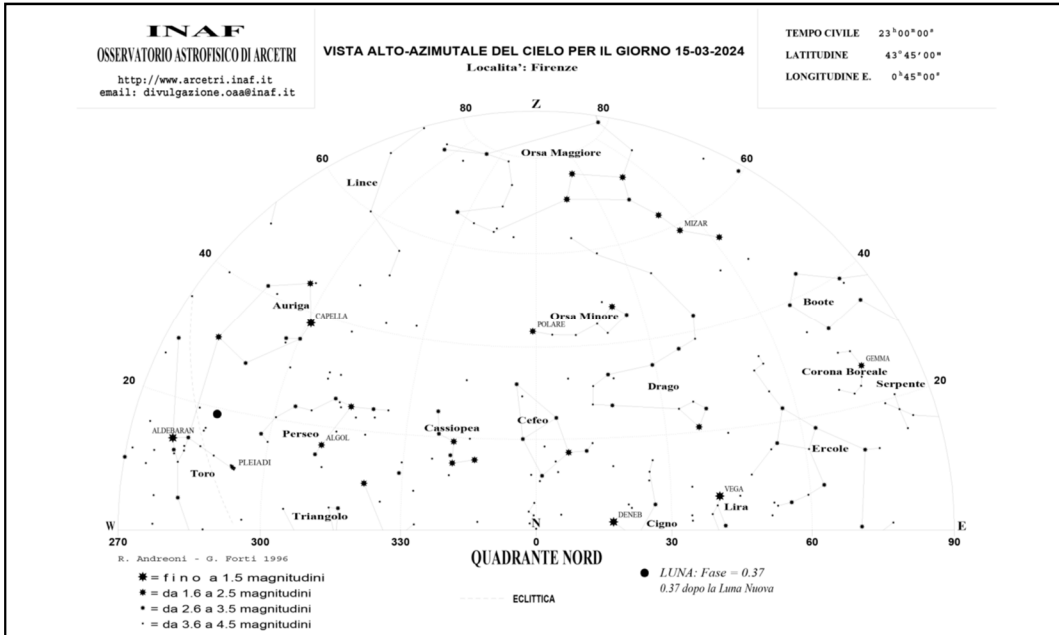 INAF
OSSERVATORIO ASTROFISICO DI ARCETRI
http://www.arcetri.inaf.it
email: divulgazione.oaa@inaf.it
VISTA ALTO-AZIMUTALE DEL CIELO PER IL GIORNO 15-03-2024
Localita': Firenze
TEMPO CIVILE 23ʰ00ᵐ00ˢ
LATITUDINE 43°45'00"
LONGITUDINE E. 0ʰ45ᵐ00ˢ
80 Z 80
Orsa Maggiore
60 60
Lince
MIZAR
40 40
Auriga
Boote
CAPELLA
Orsa Minore
POLARE
GEMMA
Corona Boreale
20 Drago Serpente 20
Cefeo
Cassiopea
ALDEBARAN
Perseo
ALGOL
Ercole
PLEIADI
Toro
VEGA
Lira
Triangolo
DENEB
Cigno
W N E
270 300 330 0 30 60 90
R. Andreoni - G. Forti 1996
QUADRANTE NORD
= fino a 1.5 magnitudini
= da 1.6 a 2.5 magnitudini
= da 2.6 a 3.5 magnitudini
= da 3.6 a 4.5 magnitudini
ECLITTICA
LUNA: Fase = 0.37
0.37 dopo la Luna Nuova